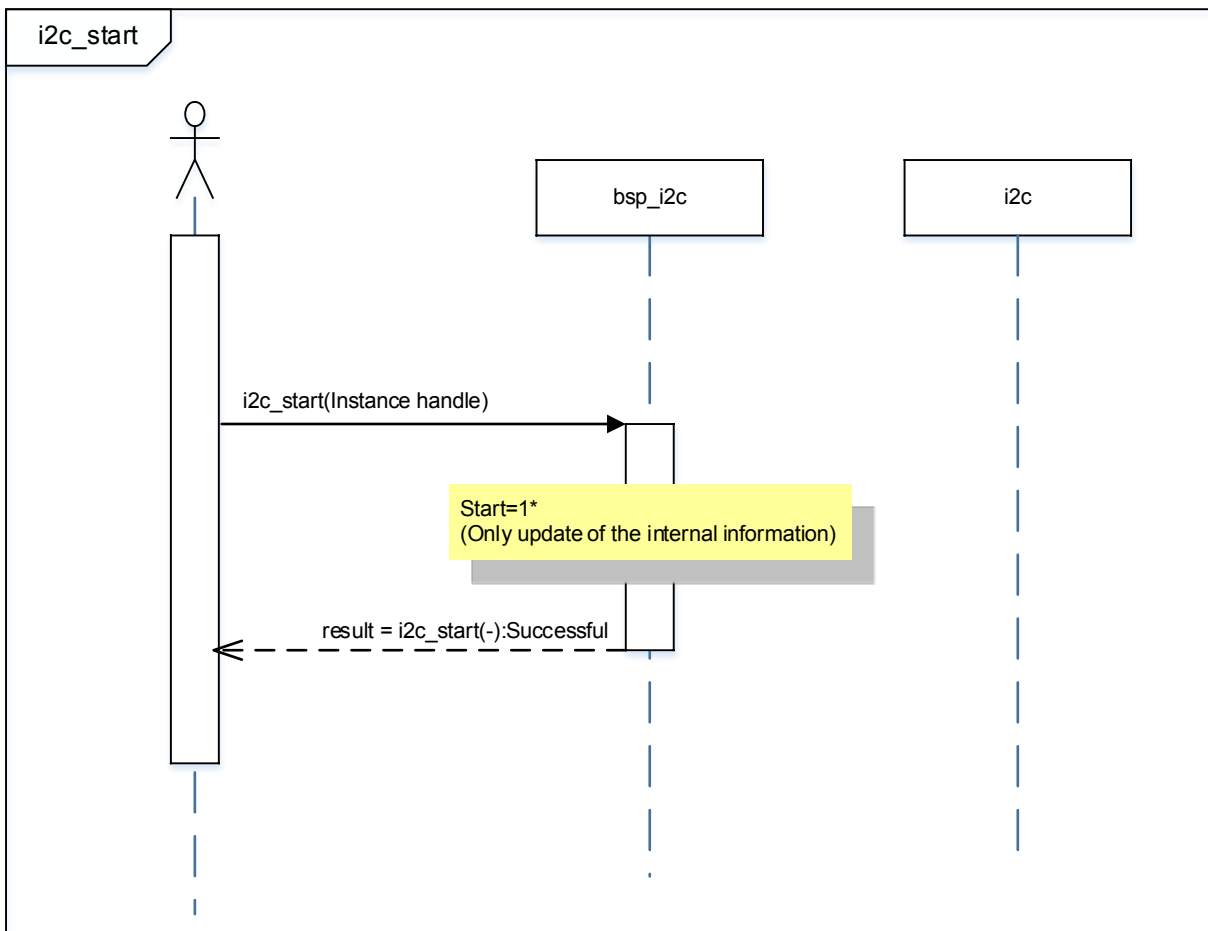 i2c_start
bsp_i2c
i2c
i2c_start(Instance handle)
Start=1*
(Only update of the internal information)
result = i2c_start(-):Successful